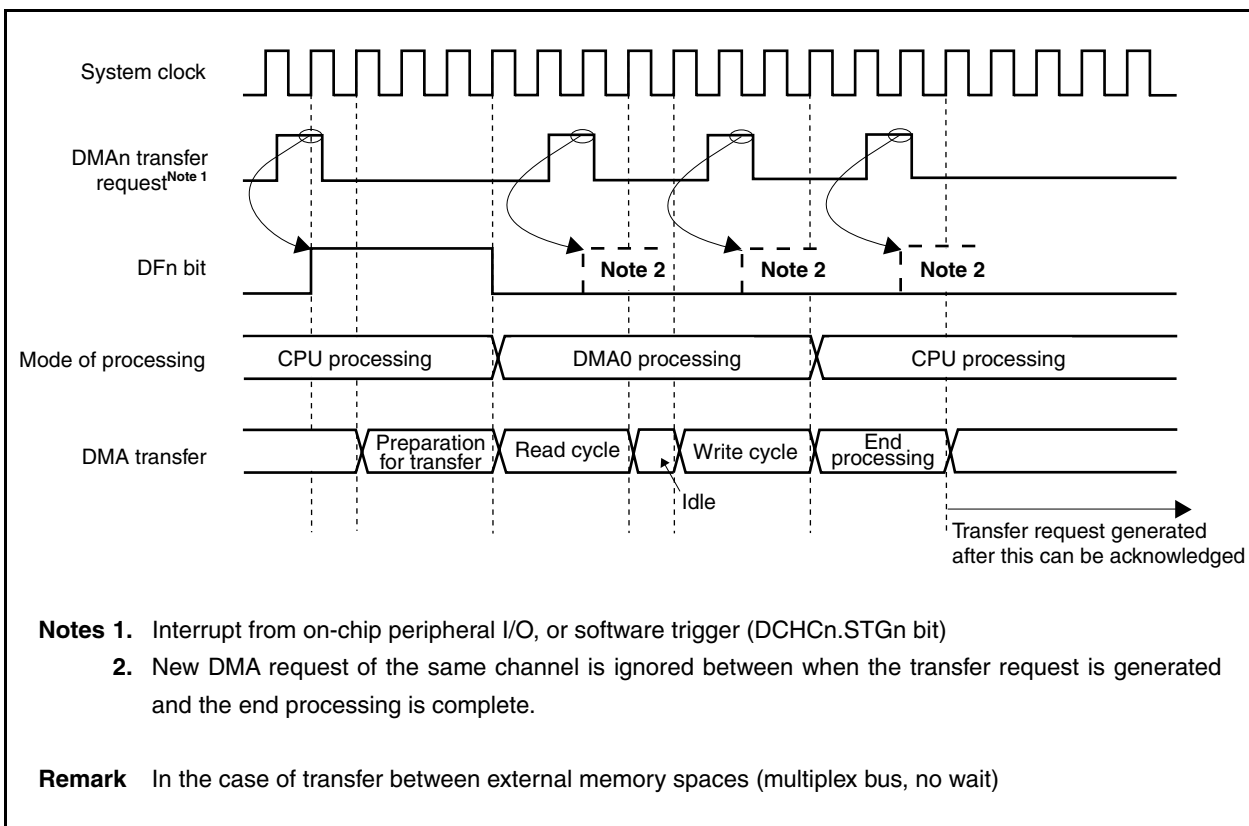 System clock
DMAn transfer
requestNote 1
DFn bit
Note 2
Note 2
Note 2
Mode of processing
CPU processing
DMA0 processing
CPU processing
DMA transfer
Preparation
for transfer
Read cycle
Idle
Write cycle
End
processing
Transfer request generated
after this can be acknowledged
Notes 1. Interrupt from on-chip peripheral I/O, or software trigger (DCHCn.STGn bit)
2. New DMA request of the same channel is ignored between when the transfer request is generated
and the end processing is complete.
Remark In the case of transfer between external memory spaces (multiplex bus, no wait)